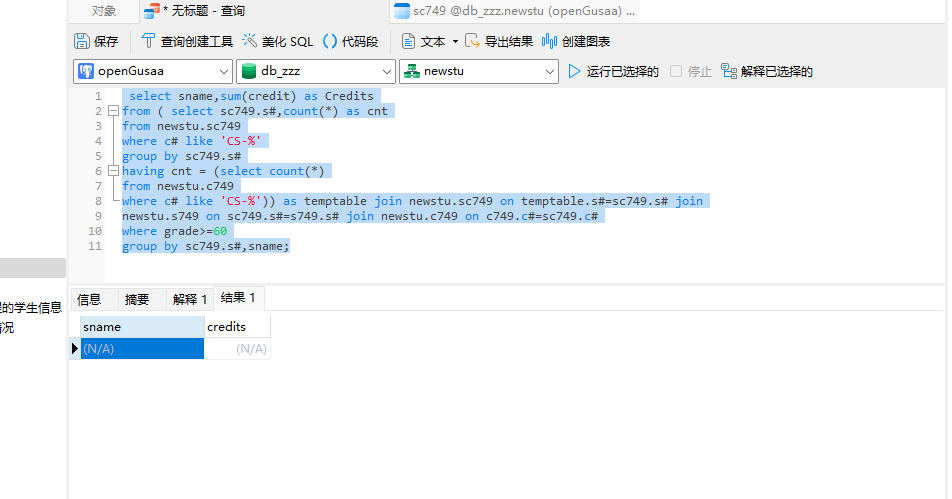 对象
* 无标题 - 查询
sc749 @db_zzz.newstu (openGusaa) ...
保存
查询创建工具
美化 SQL
代码段
文本
导出结果
创建图表
openGusaa
db_zzz
newstu
运行已选择的
停止
解释已选择的
1 select sname,sum(credit) as Credits
2 from ( select sc749.s#,count(*) as cnt
3 from newstu.sc749
4 where c# like 'CS-%'
5 group by sc749.s#
6 having cnt = (select count(*)
7 from newstu.c749
8 where c# like 'CS-%')) as temptable join newstu.sc749 on temptable.s#=sc749.s# join
9 newstu.s749 on sc749.s#=s749.s# join newstu.c749 on c749.c#=sc749.c#
10 where grade>=60
11 group by sc749.s#,sname;
的学生信息
情况
信息
摘要
解释 1
结果 1
sname credits
(N/A) (N/A)